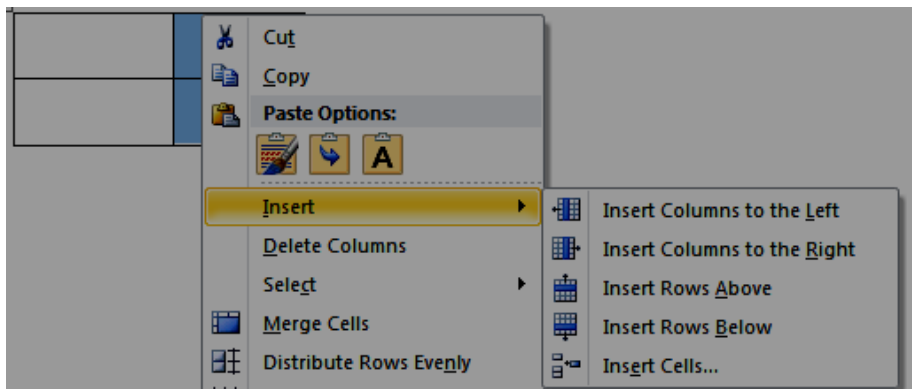 Cut
Copy
Paste Options:
A
Insert
Delete Columns
Select
Merge Cells
Distribute Rows Evenly
Insert Columns to the Left
Insert Columns to the Right
Insert Rows Above
Insert Rows Below
Insert Cells...